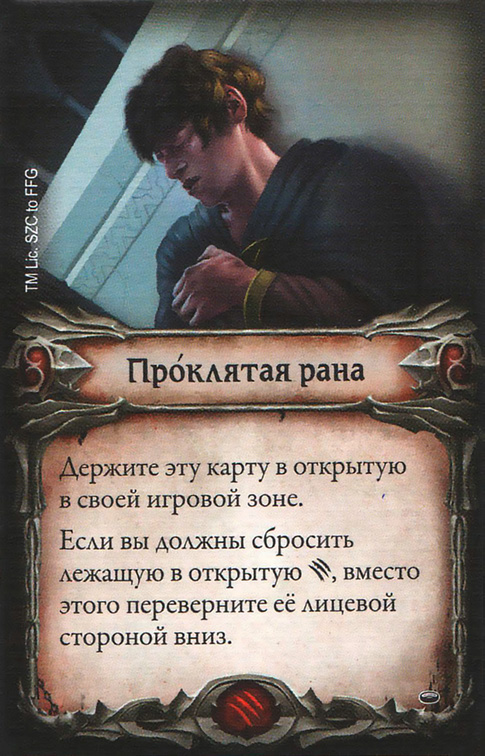 TM Lic. SZC to FFG
Про́клятая рана
Держите эту карту в открытую
в своей игровой зоне.
Если вы должны сбросить
лежащую в открытую , вместо
этого переверните её лицевой
стороной вниз.